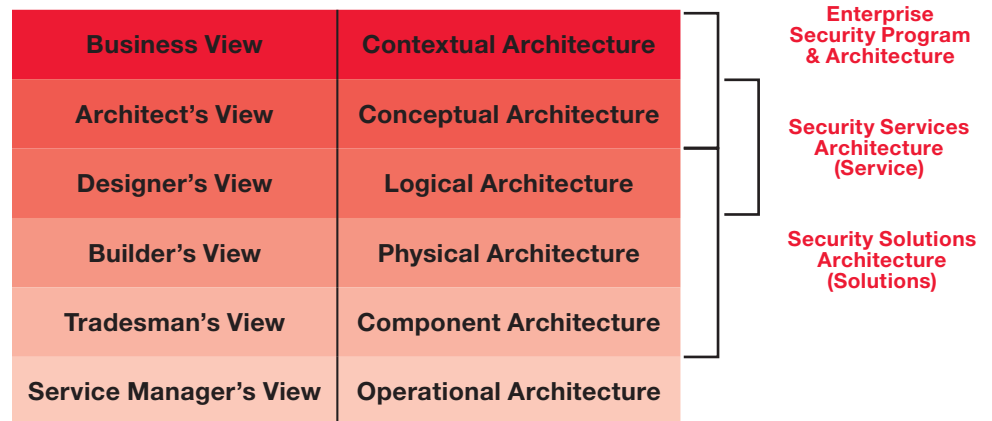 Business View
Contextual Architecture
Architect's View
Conceptual Architecture
Designer's View
Logical Architecture
Builder's View
Physical Architecture
Tradesman's View
Component Architecture
Service Manager's View
Operational Architecture
Enterprise
Security Program
& Architecture
Security Services
Architecture
(Service)
Security Solutions
Architecture
(Solutions)